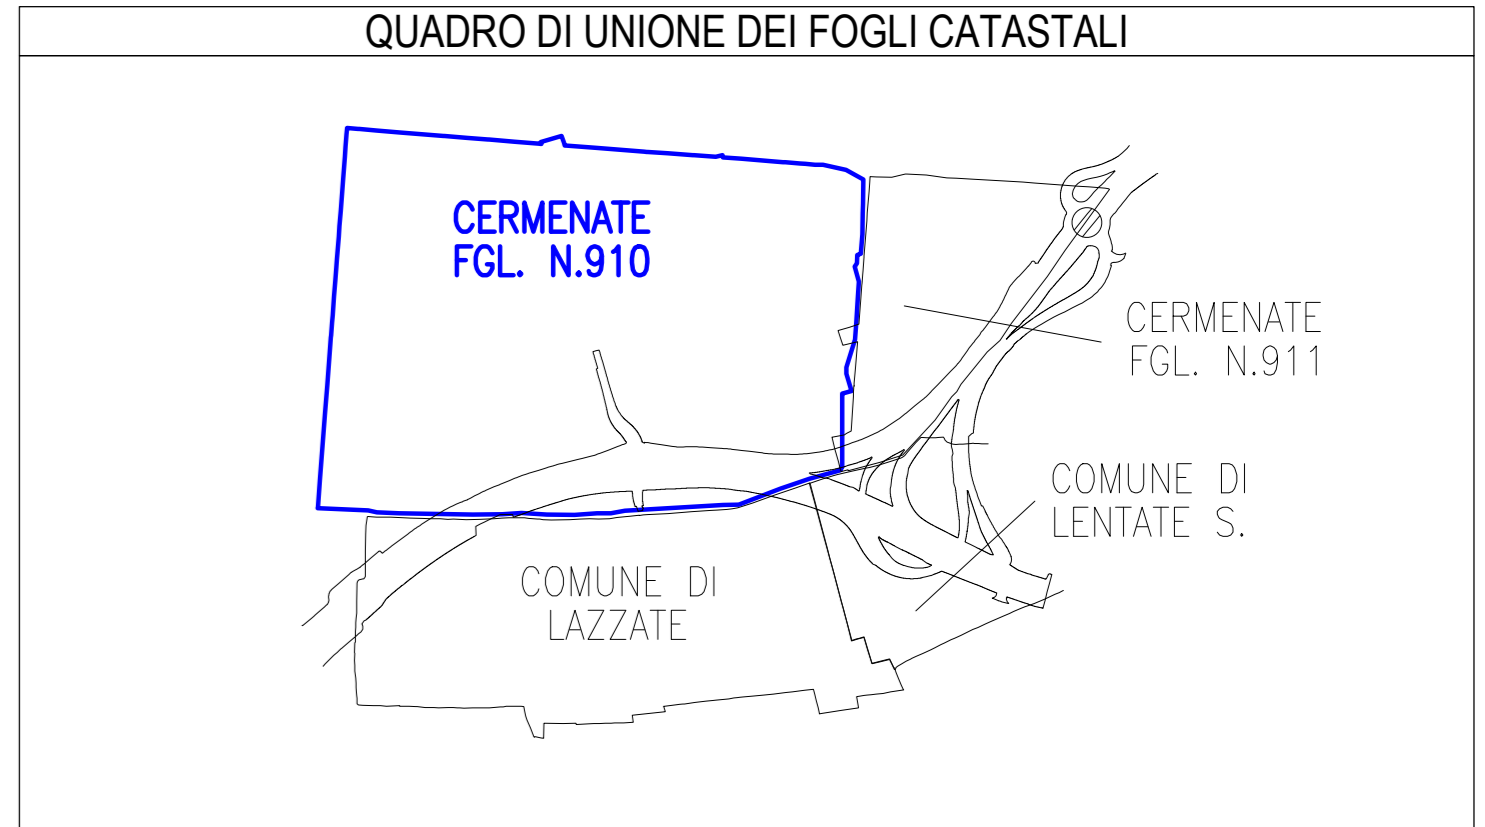 QUADRO DI UNIONE DEI FOGLI CATASTALI
CERMENATE
FGL. N.910
CERMENATE
FGL. N.911
COMUNE DI
LENTATE S.
COMUNE DI
LAZZATE